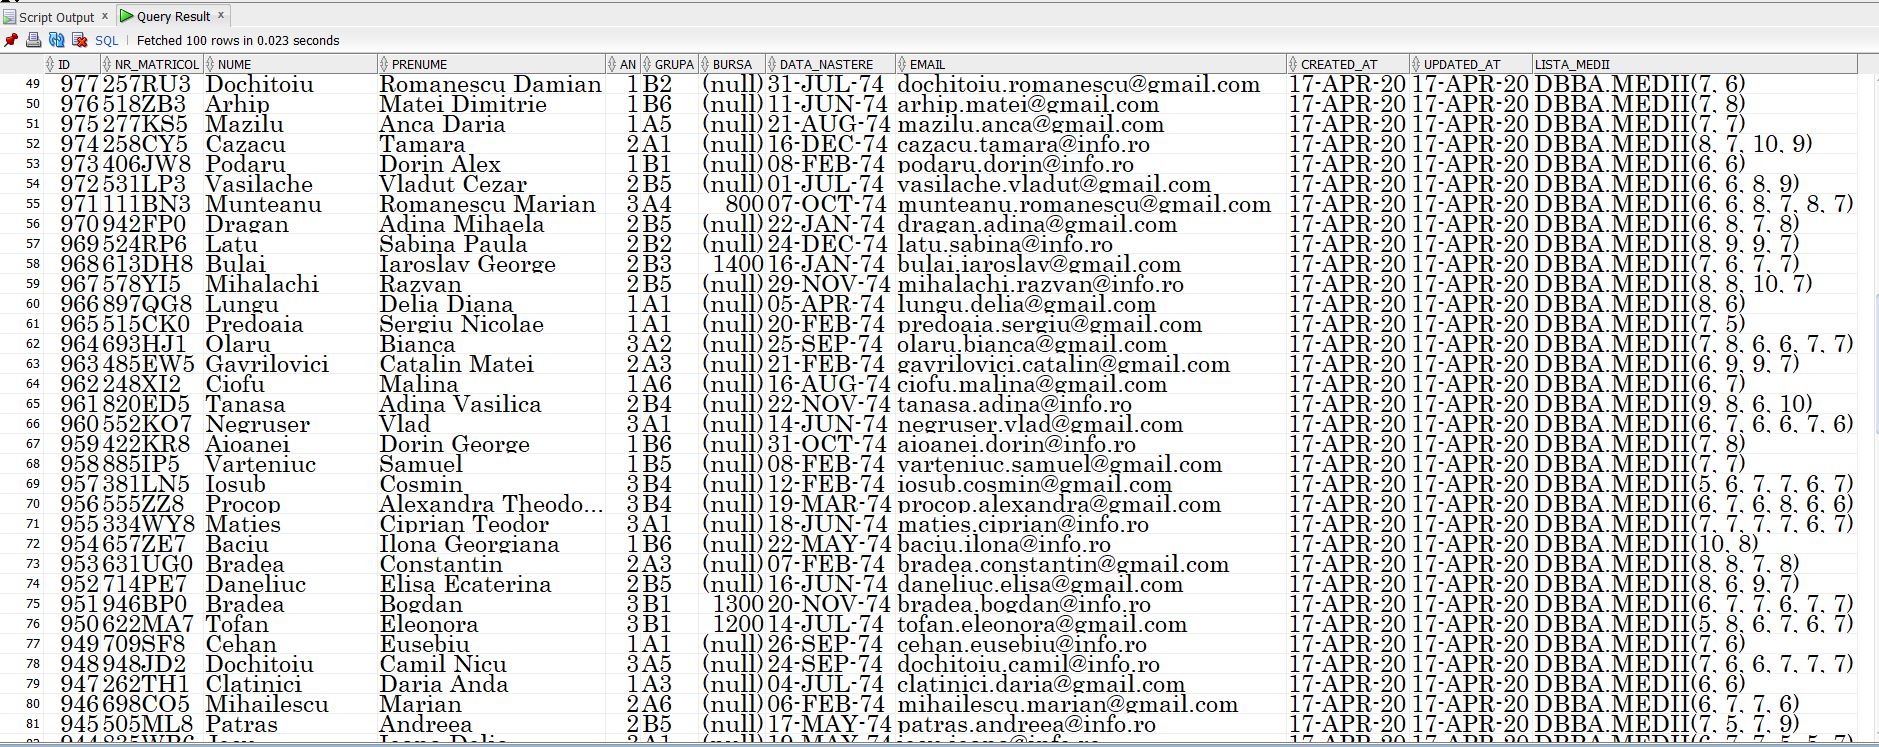 Script Output x Query Result x
SQL Fetched 100 rows in 0.023 seconds
ID NR_MATRICOL NUME PRENUME AN GRUPA BURSA DATA_NASTERE EMAIL CREATED_AT UPDATED_AT LISTA_MEDII
49 977 257RU3 Dochitoiu Romanescu Damian 1 B2 (null) 31-JUL-74 dochitoiu.romanescu@gmail.com 17-APR-20 17-APR-20 DBBA.MEDII(7, 6)
50 976 518ZB3 Arhip Matei Dimitrie 1 B6 (null) 11-JUN-74 arhip.matei@gmail.com 17-APR-20 17-APR-20 DBBA.MEDII(7, 8)
51 975 277KS5 Mazilu Anca Daria 1 A5 (null) 21-AUG-74 mazilu.anca@gmail.com 17-APR-20 17-APR-20 DBBA.MEDII(7, 7)
52 974 258CY5 Cazacu Tamara 2 A1 (null) 16-DEC-74 cazacu.tamara@info.ro 17-APR-20 17-APR-20 DBBA.MEDII(8, 7, 10, 9)
53 973 406JW8 Podaru Dorin Alex 1 B1 (null) 08-FEB-74 podaru.dorin@gmail.com 17-APR-20 17-APR-20 DBBA.MEDII(6, 6)
54 972 531LP3 Vasilache Vladut Cezar 2 B5 (null) 01-JUL-74 vasilache.vladut@gmail.com 17-APR-20 17-APR-20 DBBA.MEDII(6, 6, 8, 9)
55 971 111BN3 Munteanu Romanescu Marian 3 A4 800 07-OCT-74 munteanu.romanescu@gmail.com 17-APR-20 17-APR-20 DBBA.MEDII(6, 6, 8, 7, 8, 7)
56 970 942FP0 Dragan Adina Mihaela 2 B5 (null) 22-JAN-74 dragan.adina@gmail.com 17-APR-20 17-APR-20 DBBA.MEDII(6, 8, 7, 8)
57 969 524RP6 Latu Sabina Paula 2 B2 (null) 24-DEC-74 latu.sabina@info.ro 17-APR-20 17-APR-20 DBBA.MEDII(8, 9, 9, 7)
58 968 613DH8 Bulai Iaroslav George 2 B3 1400 16-JAN-74 bulai.iaroslav@gmail.com 17-APR-20 17-APR-20 DBBA.MEDII(7, 6, 7, 7)
59 967 578YI5 Mihalachi Razvan 2 B5 (null) 29-NOV-74 mihalachi.razvan@info.ro 17-APR-20 17-APR-20 DBBA.MEDII(8, 8, 10, 7)
60 966 897QG8 Lungu Delia Diana 1 A1 (null) 05-APR-74 lungu.delia@gmail.com 17-APR-20 17-APR-20 DBBA.MEDII(8, 6)
61 965 515CK0 Predoaia Sergiu Nicolae 1 A1 (null) 20-FEB-74 predoaia.sergiu@gmail.com 17-APR-20 17-APR-20 DBBA.MEDII(7, 5)
62 964 693HJ1 Olaru Bianca 3 A2 (null) 25-SEP-74 olaru.bianca@gmail.com 17-APR-20 17-APR-20 DBBA.MEDII(7, 8, 6, 6, 7, 7)
63 963 485EW5 Gavrilovici Catalin Matei 2 A3 (null) 21-FEB-74 gavrilovici.catalin@gmail.com 17-APR-20 17-APR-20 DBBA.MEDII(6, 9, 9, 7)
64 962 248XI2 Ciofu Malina 1 A6 (null) 16-AUG-74 ciofu.malina@gmail.com 17-APR-20 17-APR-20 DBBA.MEDII(6, 7)
65 961 820ED5 Tanasa Adina Vasilica 2 B4 (null) 22-NOV-74 tanasa.adina@info.ro 17-APR-20 17-APR-20 DBBA.MEDII(9, 8, 6, 10)
66 960 552KO7 Negruser Vlad 3 A1 (null) 14-JUN-74 negruser.vlad@gmail.com 17-APR-20 17-APR-20 DBBA.MEDII(6, 7, 6, 6, 7, 6)
67 959 422KR8 Aioanei Dorin George 1 B6 (null) 31-OCT-74 aioanei.dorin@info.ro 17-APR-20 17-APR-20 DBBA.MEDII(7, 8)
68 958 885IP5 Varteniuc Samuel 1 B5 (null) 08-FEB-74 varteniuc.samuel@gmail.com 17-APR-20 17-APR-20 DBBA.MEDII(7, 7)
69 957 381LN5 Iosub Cosmin 3 B4 (null) 12-FEB-74 iosub.cosmin@gmail.com 17-APR-20 17-APR-20 DBBA.MEDII(5, 6, 7, 7, 6, 7)
70 956 555ZZ8 Procop Alexandra Theodo... 3 B4 (null) 19-MAR-74 procop.alexandra@gmail.com 17-APR-20 17-APR-20 DBBA.MEDII(6, 7, 6, 8, 6, 6)
71 955 334WY8 Maties Ciprian Teodor 3 A1 (null) 18-JUN-74 maties.ciprian@info.ro 17-APR-20 17-APR-20 DBBA.MEDII(7, 7, 7, 7, 6, 7)
72 954 657ZE7 Baciu Ilona Georgiana 1 B6 (null) 22-MAY-74 baciu.ilona@info.ro 17-APR-20 17-APR-20 DBBA.MEDII(10, 8)
73 953 631UG0 Bradea Constantin 2 A3 (null) 07-FEB-74 bradea.constantin@gmail.com 17-APR-20 17-APR-20 DBBA.MEDII(8, 8, 7, 8)
74 952 714PE7 Daneliuc Elisa Ecaterina 2 B5 (null) 16-JUN-74 daneliuc.elisa@gmail.com 17-APR-20 17-APR-20 DBBA.MEDII(8, 6, 9, 7)
75 951 946BP0 Bradea Bogdan 3 B1 1300 20-NOV-74 bradea.bogdan@info.ro 17-APR-20 17-APR-20 DBBA.MEDII(6, 7, 7, 6, 7, 7)
76 950 622MA7 Tofan Eleonora 3 B1 1200 14-JUL-74 tofan.eleonora@gmail.com 17-APR-20 17-APR-20 DBBA.MEDII(5, 8, 6, 7, 6, 7)
77 949 709SF8 Cehan Eusebiu 1 A1 (null) 26-SEP-74 cehan.eusebiu@info.ro 17-APR-20 17-APR-20 DBBA.MEDII(7, 6)
78 948 948JD2 Dochitoiu Camil Nicu 3 A5 (null) 24-SEP-74 dochitoiu.camil@info.ro 17-APR-20 17-APR-20 DBBA.MEDII(7, 6, 6, 7, 7, 7)
79 947 262TH1 Clatinici Daria Anda 1 A3 (null) 04-JUL-74 clatinici.daria@gmail.com 17-APR-20 17-APR-20 DBBA.MEDII(6, 6)
80 946 698CO5 Mihailescu Marian 2 A6 (null) 06-FEB-74 mihailescu.marian@gmail.com 17-APR-20 17-APR-20 DBBA.MEDII(6, 7, 7, 6)
81 945 505ML8 Patras Andreea 2 B5 (null) 17-MAY-74 patras.andreea@info.ro 17-APR-20 17-APR-20 DBBA.MEDII(7, 5, 7, 9)